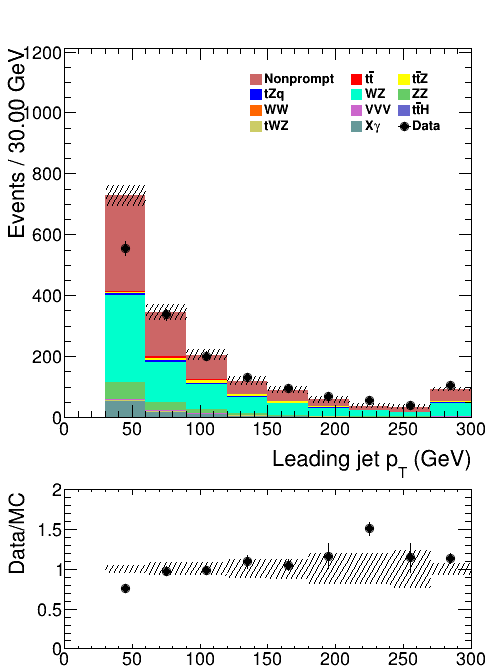 Events / 30.00 GeV
1200
1000
800
600
400
200
0
Nonprompt tt̄ tt̄Z
tZq WZ ZZ
WW VVV tt̄H
tWZ Xγ Data
0 50 100 150 200 250 300
Leading jet p_T (GeV)
Data/MC
2
1.5
1
0.5
0
0 50 100 150 200 250 300